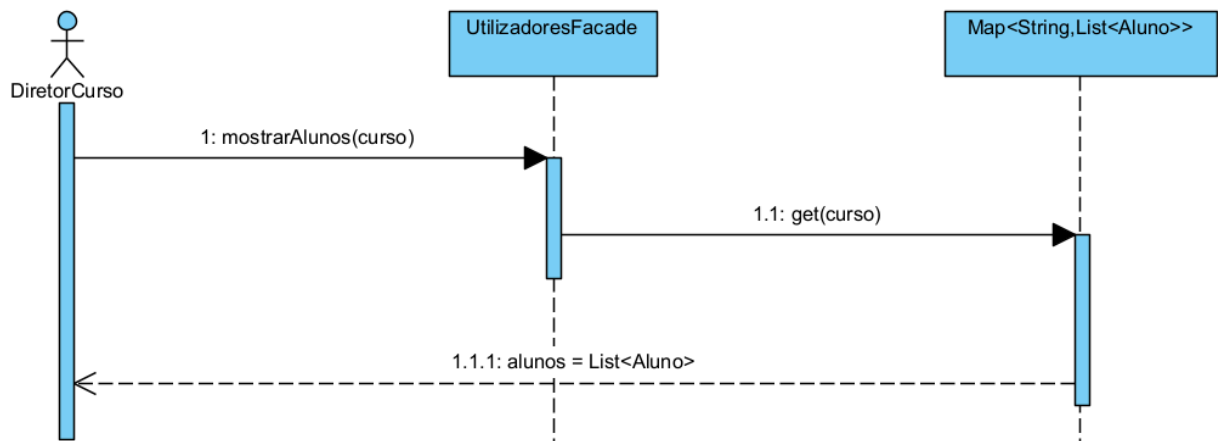 UtilizadoresFacade
Map<String,List<Aluno>>
DiretorCurso
1: mostrarAlunos(curso)
1.1: get(curso)
1.1.1: alunos = List<Aluno>